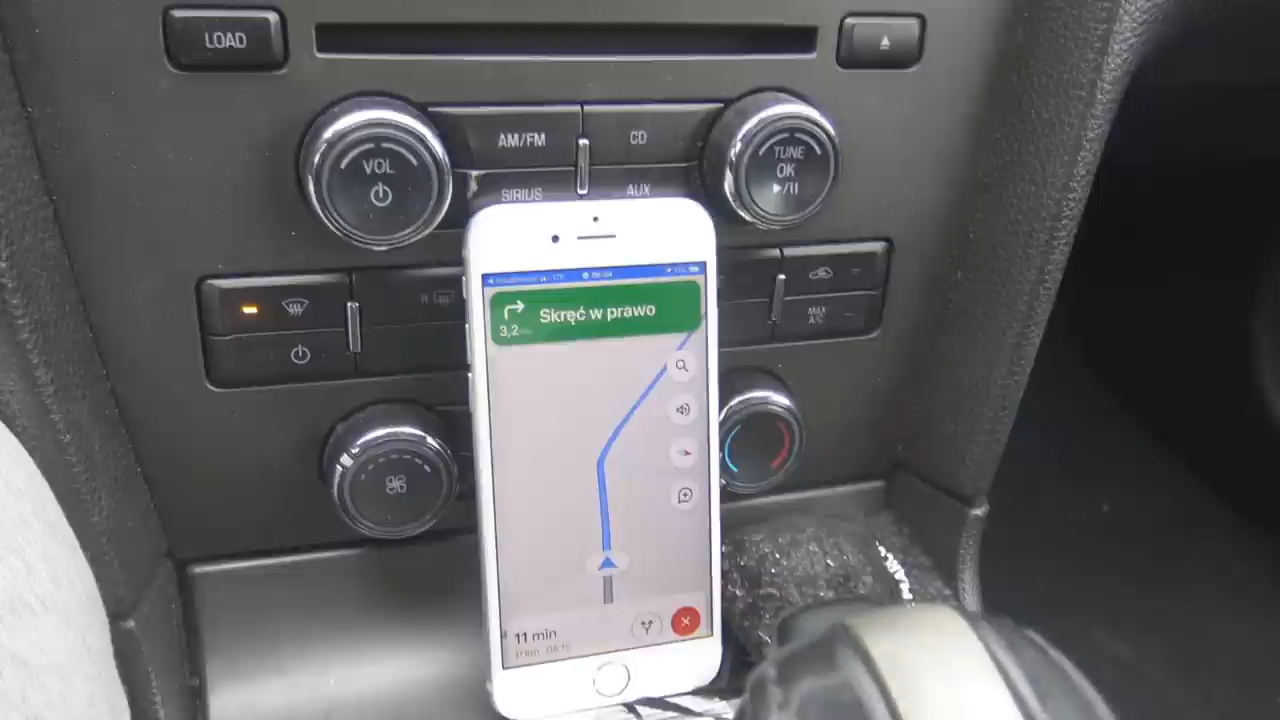 LOAD
VOL
AM/FM
CD
TUNE
OK
SIRIUS
AUX
R
MAX
A/C
Skręć w prawo
3,2
11 min